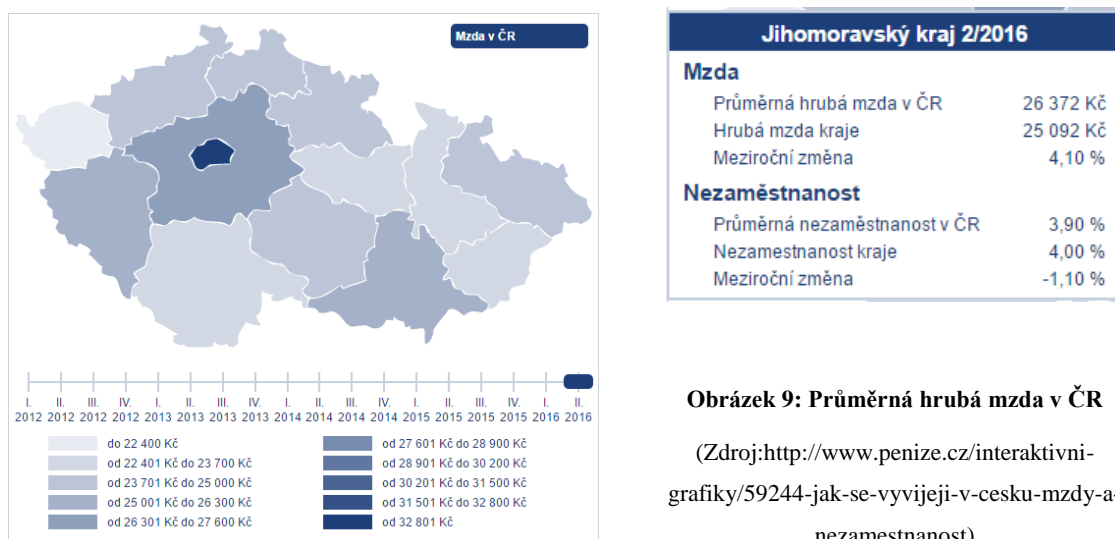 Mzda v ČR
I. II. III. IV. I. II. III. IV. I. II. III. IV. I. II. III. IV. I. II.
2012 2012 2012 2012 2013 2013 2013 2013 2014 2014 2014 2014 2015 2015 2015 2015 2016 2016
do 22 400 Kč
od 22 401 Kč do 23 700 Kč
od 23 701 Kč do 25 000 Kč
od 25 001 Kč do 26 300 Kč
od 26 301 Kč do 27 600 Kč
od 27 601 Kč do 28 900 Kč
od 28 901 Kč do 30 200 Kč
od 30 201 Kč do 31 500 Kč
od 31 501 Kč do 32 800 Kč
od 32 801 Kč
Jihomoravský kraj 2/2016
Mzda
Průměrná hrubá mzda v ČR 26 372 Kč
Hrubá mzda kraje 25 092 Kč
Meziroční změna 4,10 %
Nezaměstnanost
Průměrná nezaměstnanost v ČR 3,90 %
Nezamestnanost kraje 4,00 %
Meziroční změna -1,10 %
Obrázek 9: Průměrná hrubá mzda v ČR
(Zdroj:http://www.penize.cz/interaktivni-
grafiky/59244-jak-se-vyvijeji-v-cesku-mzdy-a-
nezamestnanost)